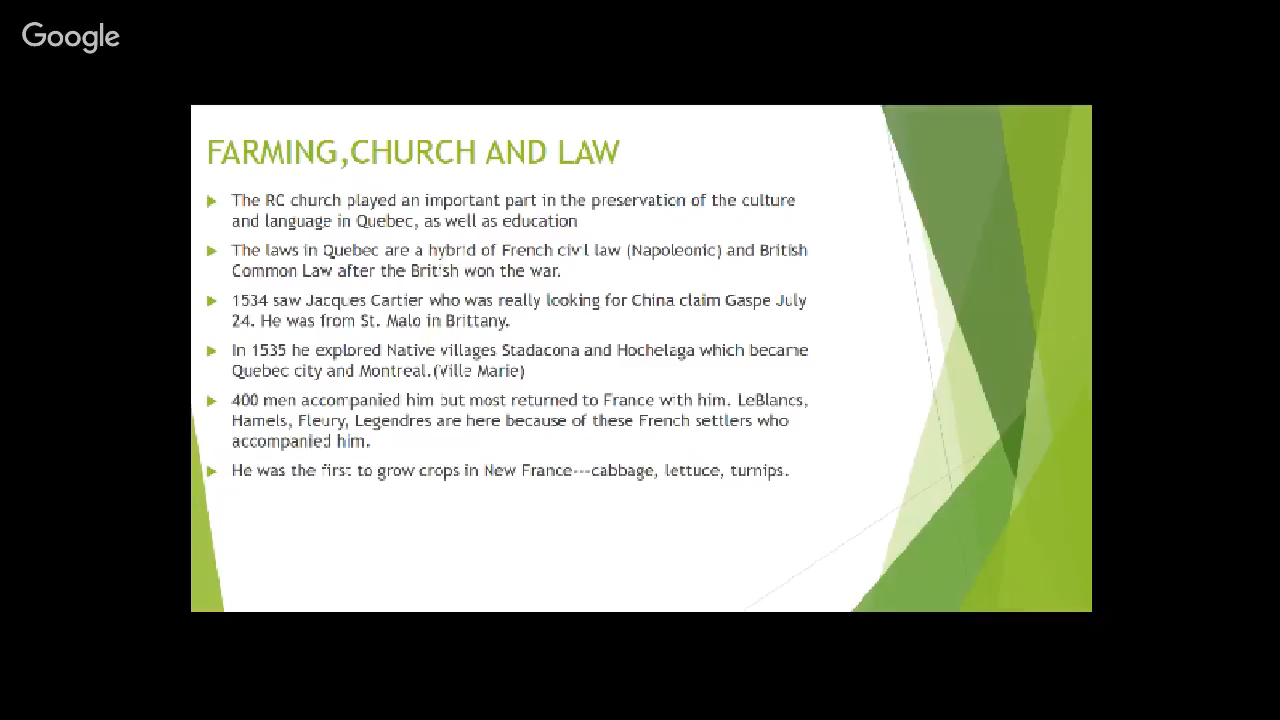 Google
FARMING,CHURCH AND LAW
The RC church played an important part in the preservation of the culture
and language in Quebec, as well as education
The laws in Quebec are a hybrid of French civil law (Napoleonic) and British
Common Law after the British won the war.
1534 saw Jacques Cartier who was really looking for China claim Gaspe July
24. He was from St. Malo in Brittany.
In 1535 he explored Native villages Stadacona and Hochelaga which became
Quebec city and Montreal.(Ville Marie)
400 men accompanied him but most returned to France with him. LeBlancs,
Hamels, Fleury, Legendres are here because of these French settlers who
accompanied him.
He was the first to grow crops in New France---cabbage, lettuce, turnips.